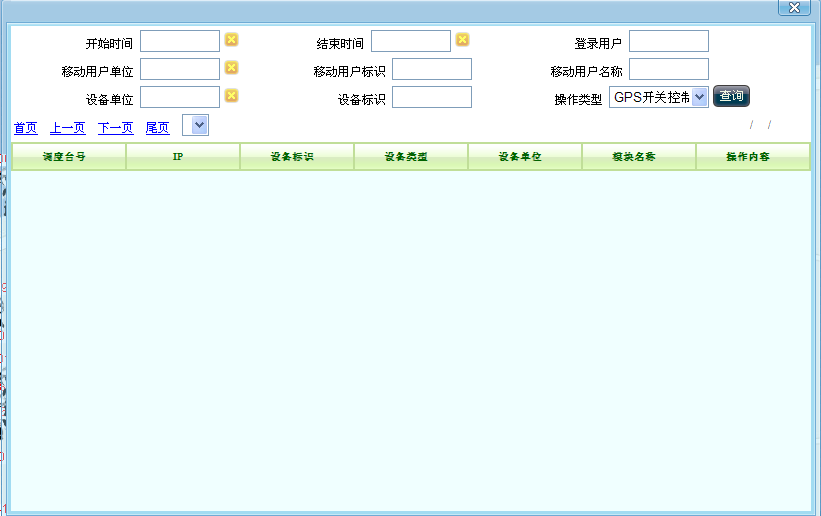 开始时间 结束时间 登录用户
移动用户单位 移动用户标识 移动用户名称
设备单位 设备标识 操作类型 GPS开关控制 查询
首页 上一页 下一页 尾页 / /
调度台号 IP 设备标识 设备类型 设备单位 模块名称 操作内容